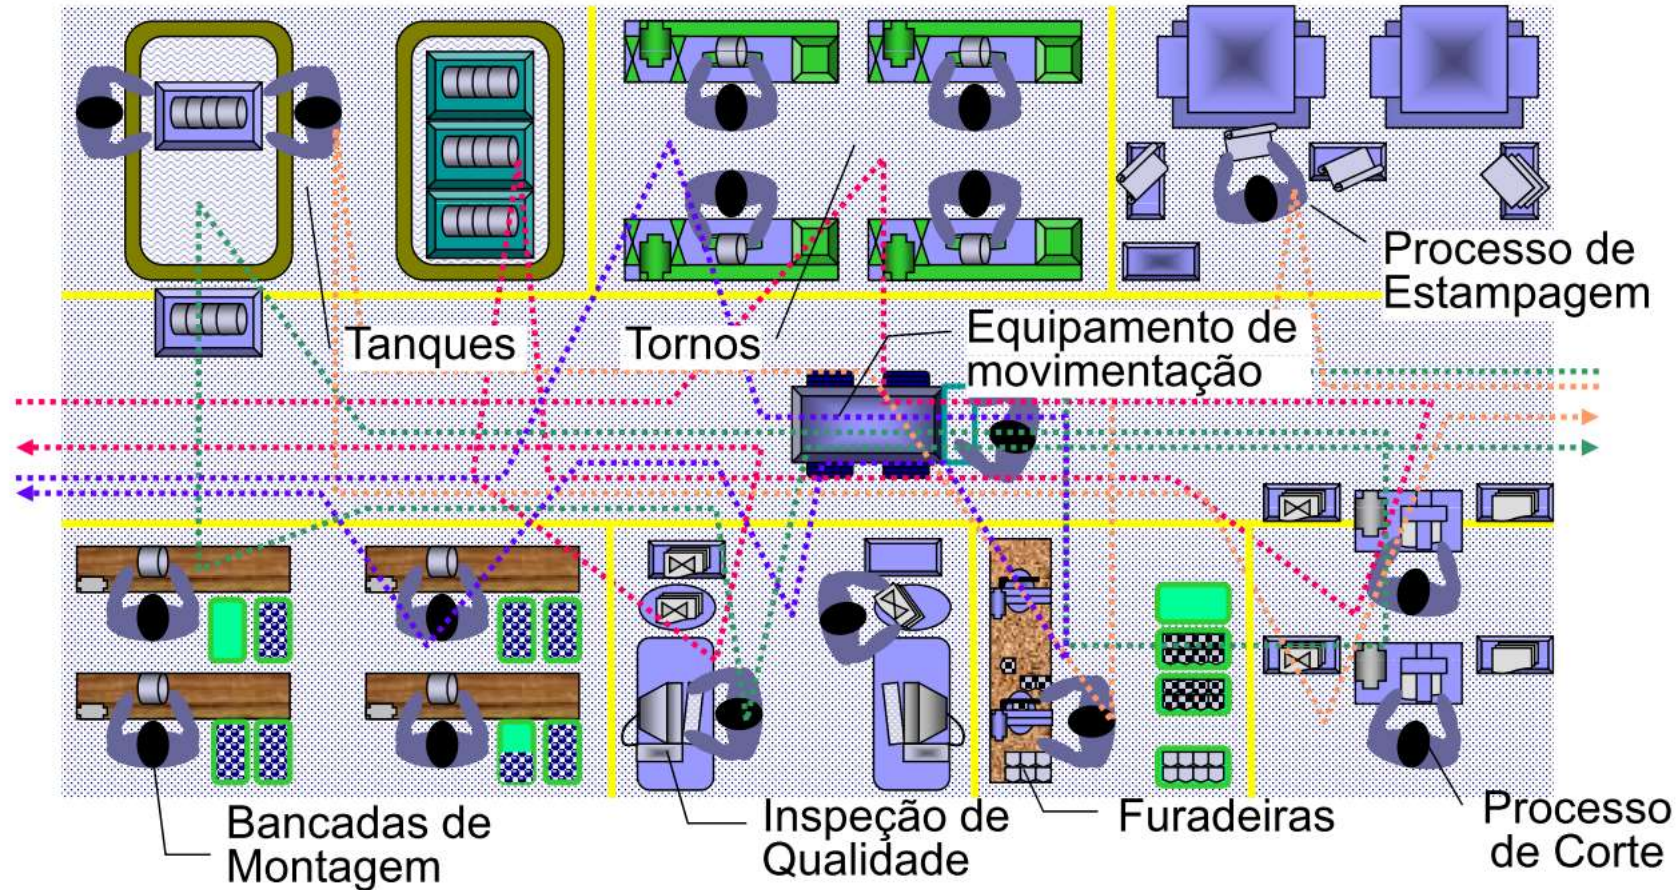 Processo de
Estampagem
Tanques
Tornos
Equipamento de
movimentação
Bancadas de
Montagem
Inspeção de
Qualidade
Furadeiras
Processo
de Corte